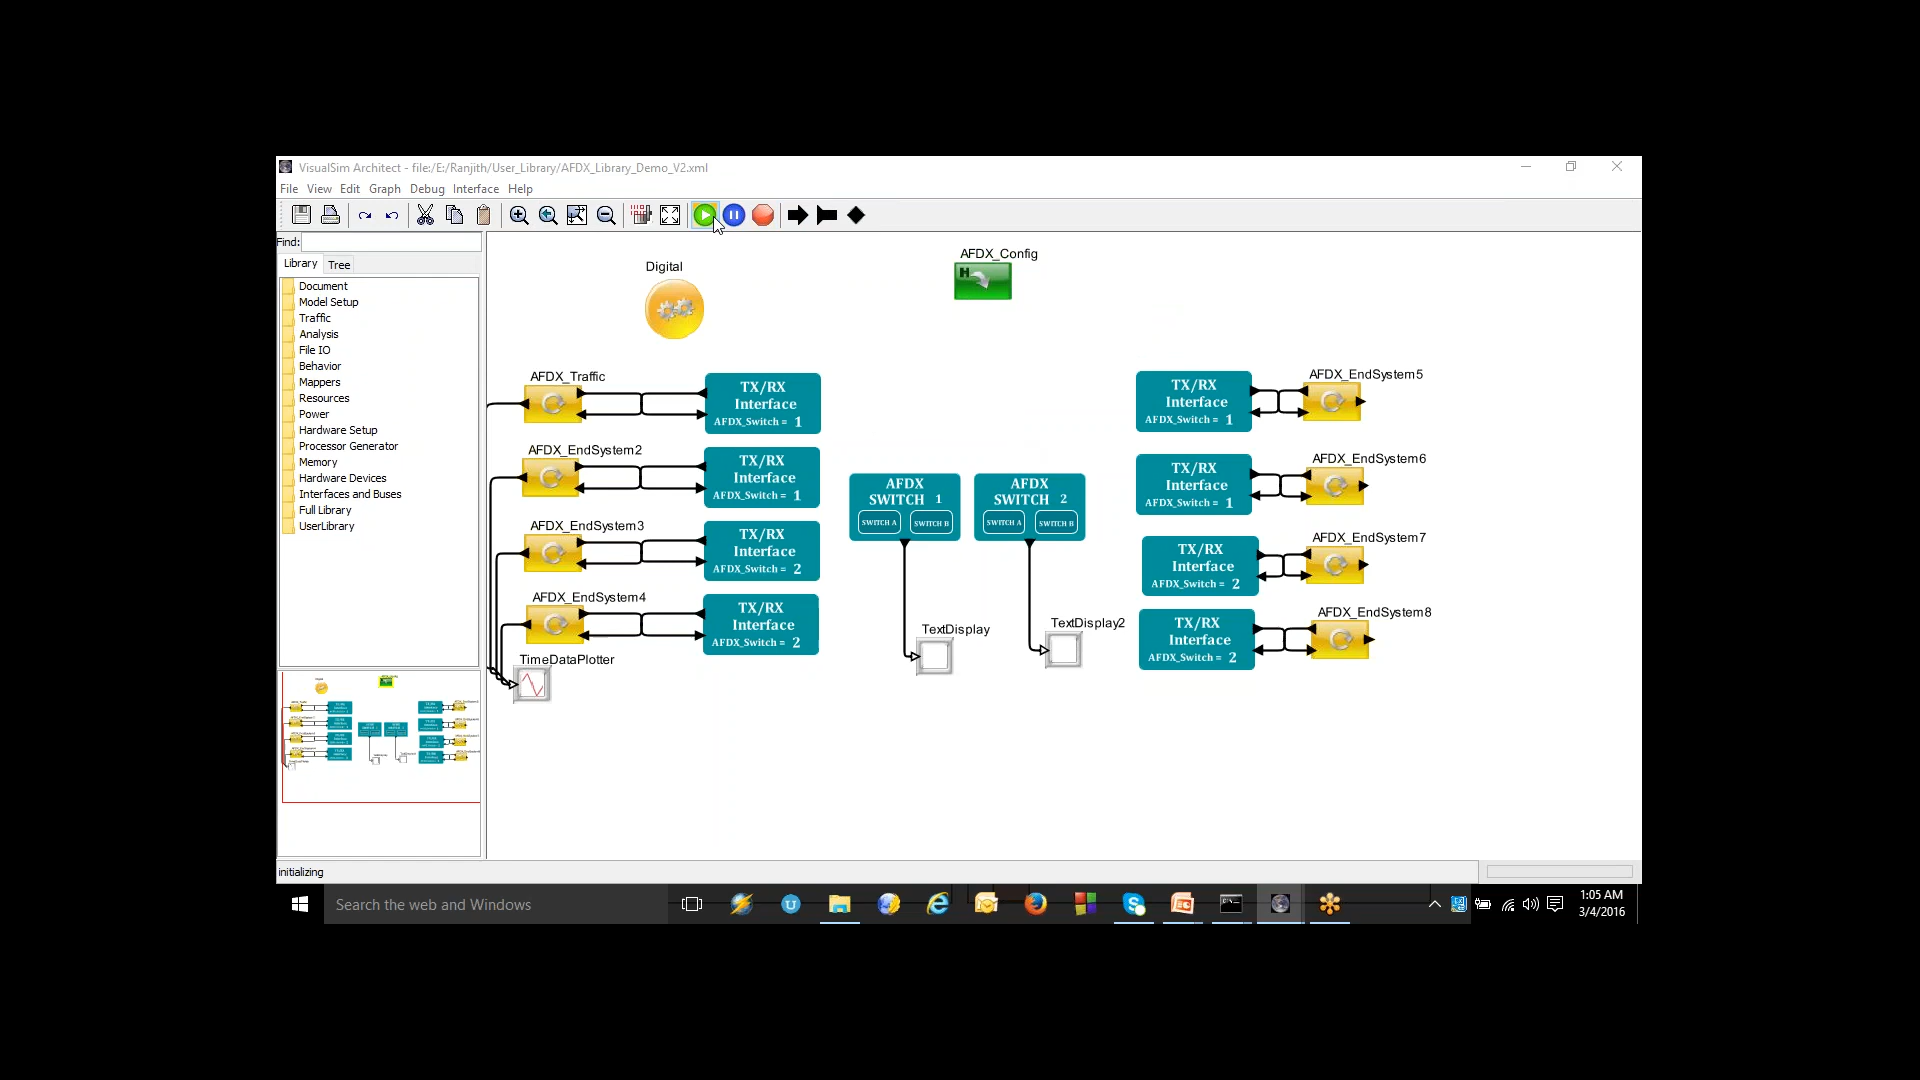 VisualSim Architect - file:/E:/Ranjith/User_Library/AFDX_Library_Demo_V2.xml
File View Edit Graph Debug Interface Help
Find:
Library Tree
Document
Model Setup
Traffic
Analysis
File IO
Behavior
Mappers
Resources
Power
Hardware Setup
Processor Generator
Memory
Hardware Devices
Interfaces and Buses
Full Library
UserLibrary
Digital
AFDX_Config
H
AFDX_Traffic
TX/RX
Interface
AFDX_Switch = 1
AFDX_EndSystem2
TX/RX
Interface
AFDX_Switch = 1
AFDX_EndSystem3
TX/RX
Interface
AFDX_Switch = 2
AFDX_EndSystem4
TX/RX
Interface
AFDX_Switch = 2
TimeDataPlotter
AFDX
SWITCH 1
SWITCH A SWITCH B
AFDX
SWITCH 2
SWITCH A SWITCH B
TextDisplay
TextDisplay2
TX/RX
Interface
AFDX_Switch = 1
AFDX_EndSystem5
TX/RX
Interface
AFDX_Switch = 1
AFDX_EndSystem6
TX/RX
Interface
AFDX_Switch = 2
AFDX_EndSystem7
TX/RX
Interface
AFDX_Switch = 2
AFDX_EndSystem8
initializing
Search the web and Windows
1:05 AM
3/4/2016